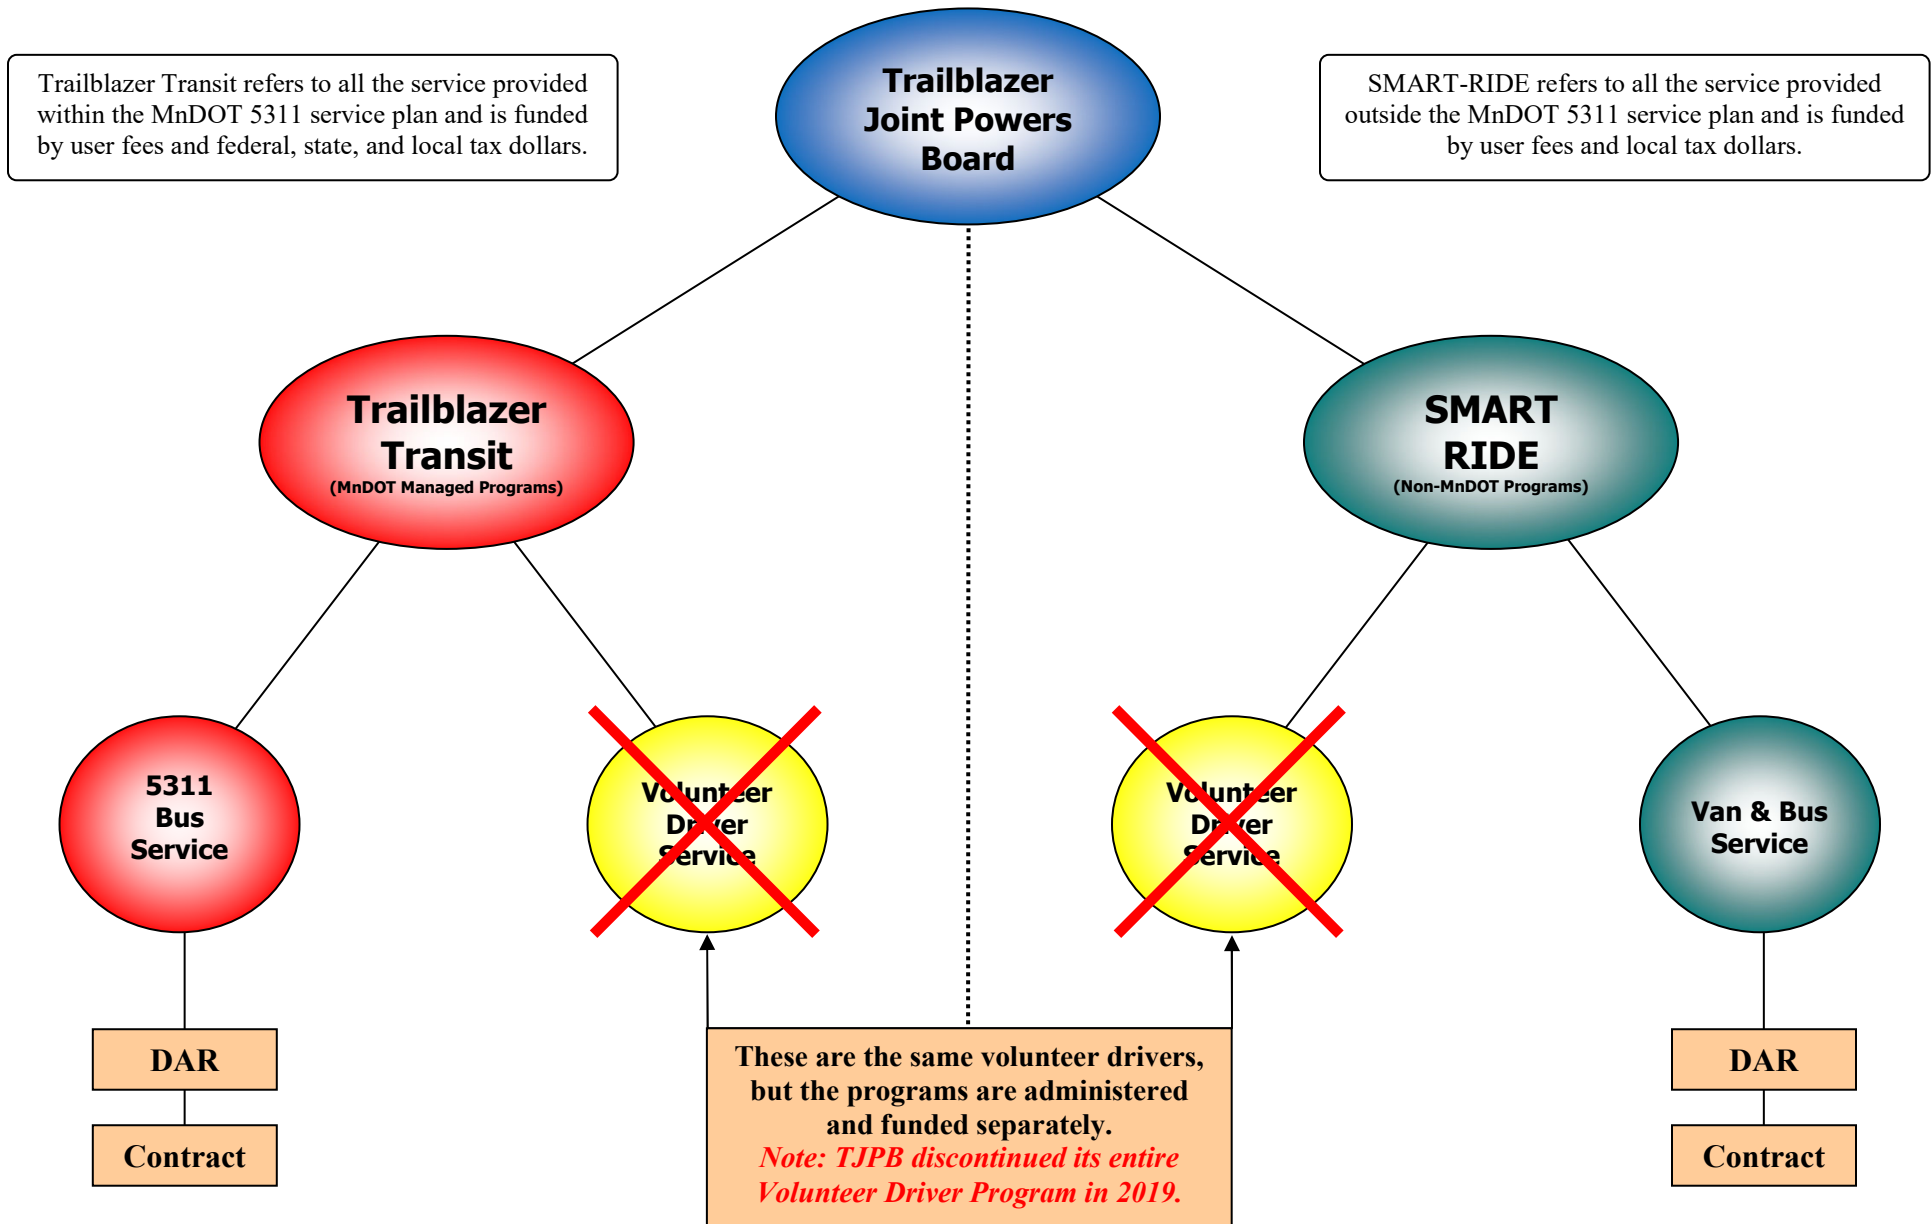 Trailblazer Transit refers to all the service provided
within the MnDOT 5311 service plan and is funded
by user fees and federal, state, and local tax dollars.
Trailblazer
Joint Powers
Board
SMART-RIDE refers to all the service provided
outside the MnDOT 5311 service plan and is funded
by user fees and local tax dollars.
Trailblazer
Transit
(MnDOT Managed Programs)
SMART
RIDE
(Non-MnDOT Programs)
5311
Bus
Service
Volunteer
Driver
Service
Volunteer
Driver
Service
Van & Bus
Service
DAR
Contract
These are the same volunteer drivers,
but the programs are administered
and funded separately.
Note: TJPB discontinued its entire
Volunteer Driver Program in 2019.
DAR
Contract